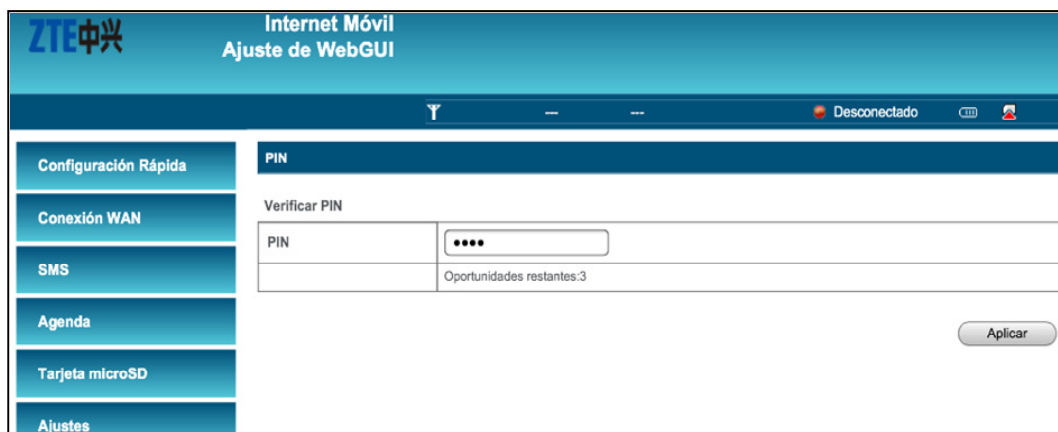 ZTE中兴
Internet Móvil
Ajuste de WebGUI
--- --- Desconectado
Configuración Rápida
Conexión WAN
SMS
Agenda
Tarjeta microSD
Ajustes
PIN
Verificar PIN
PIN ••••
Oportunidades restantes:3
Aplicar